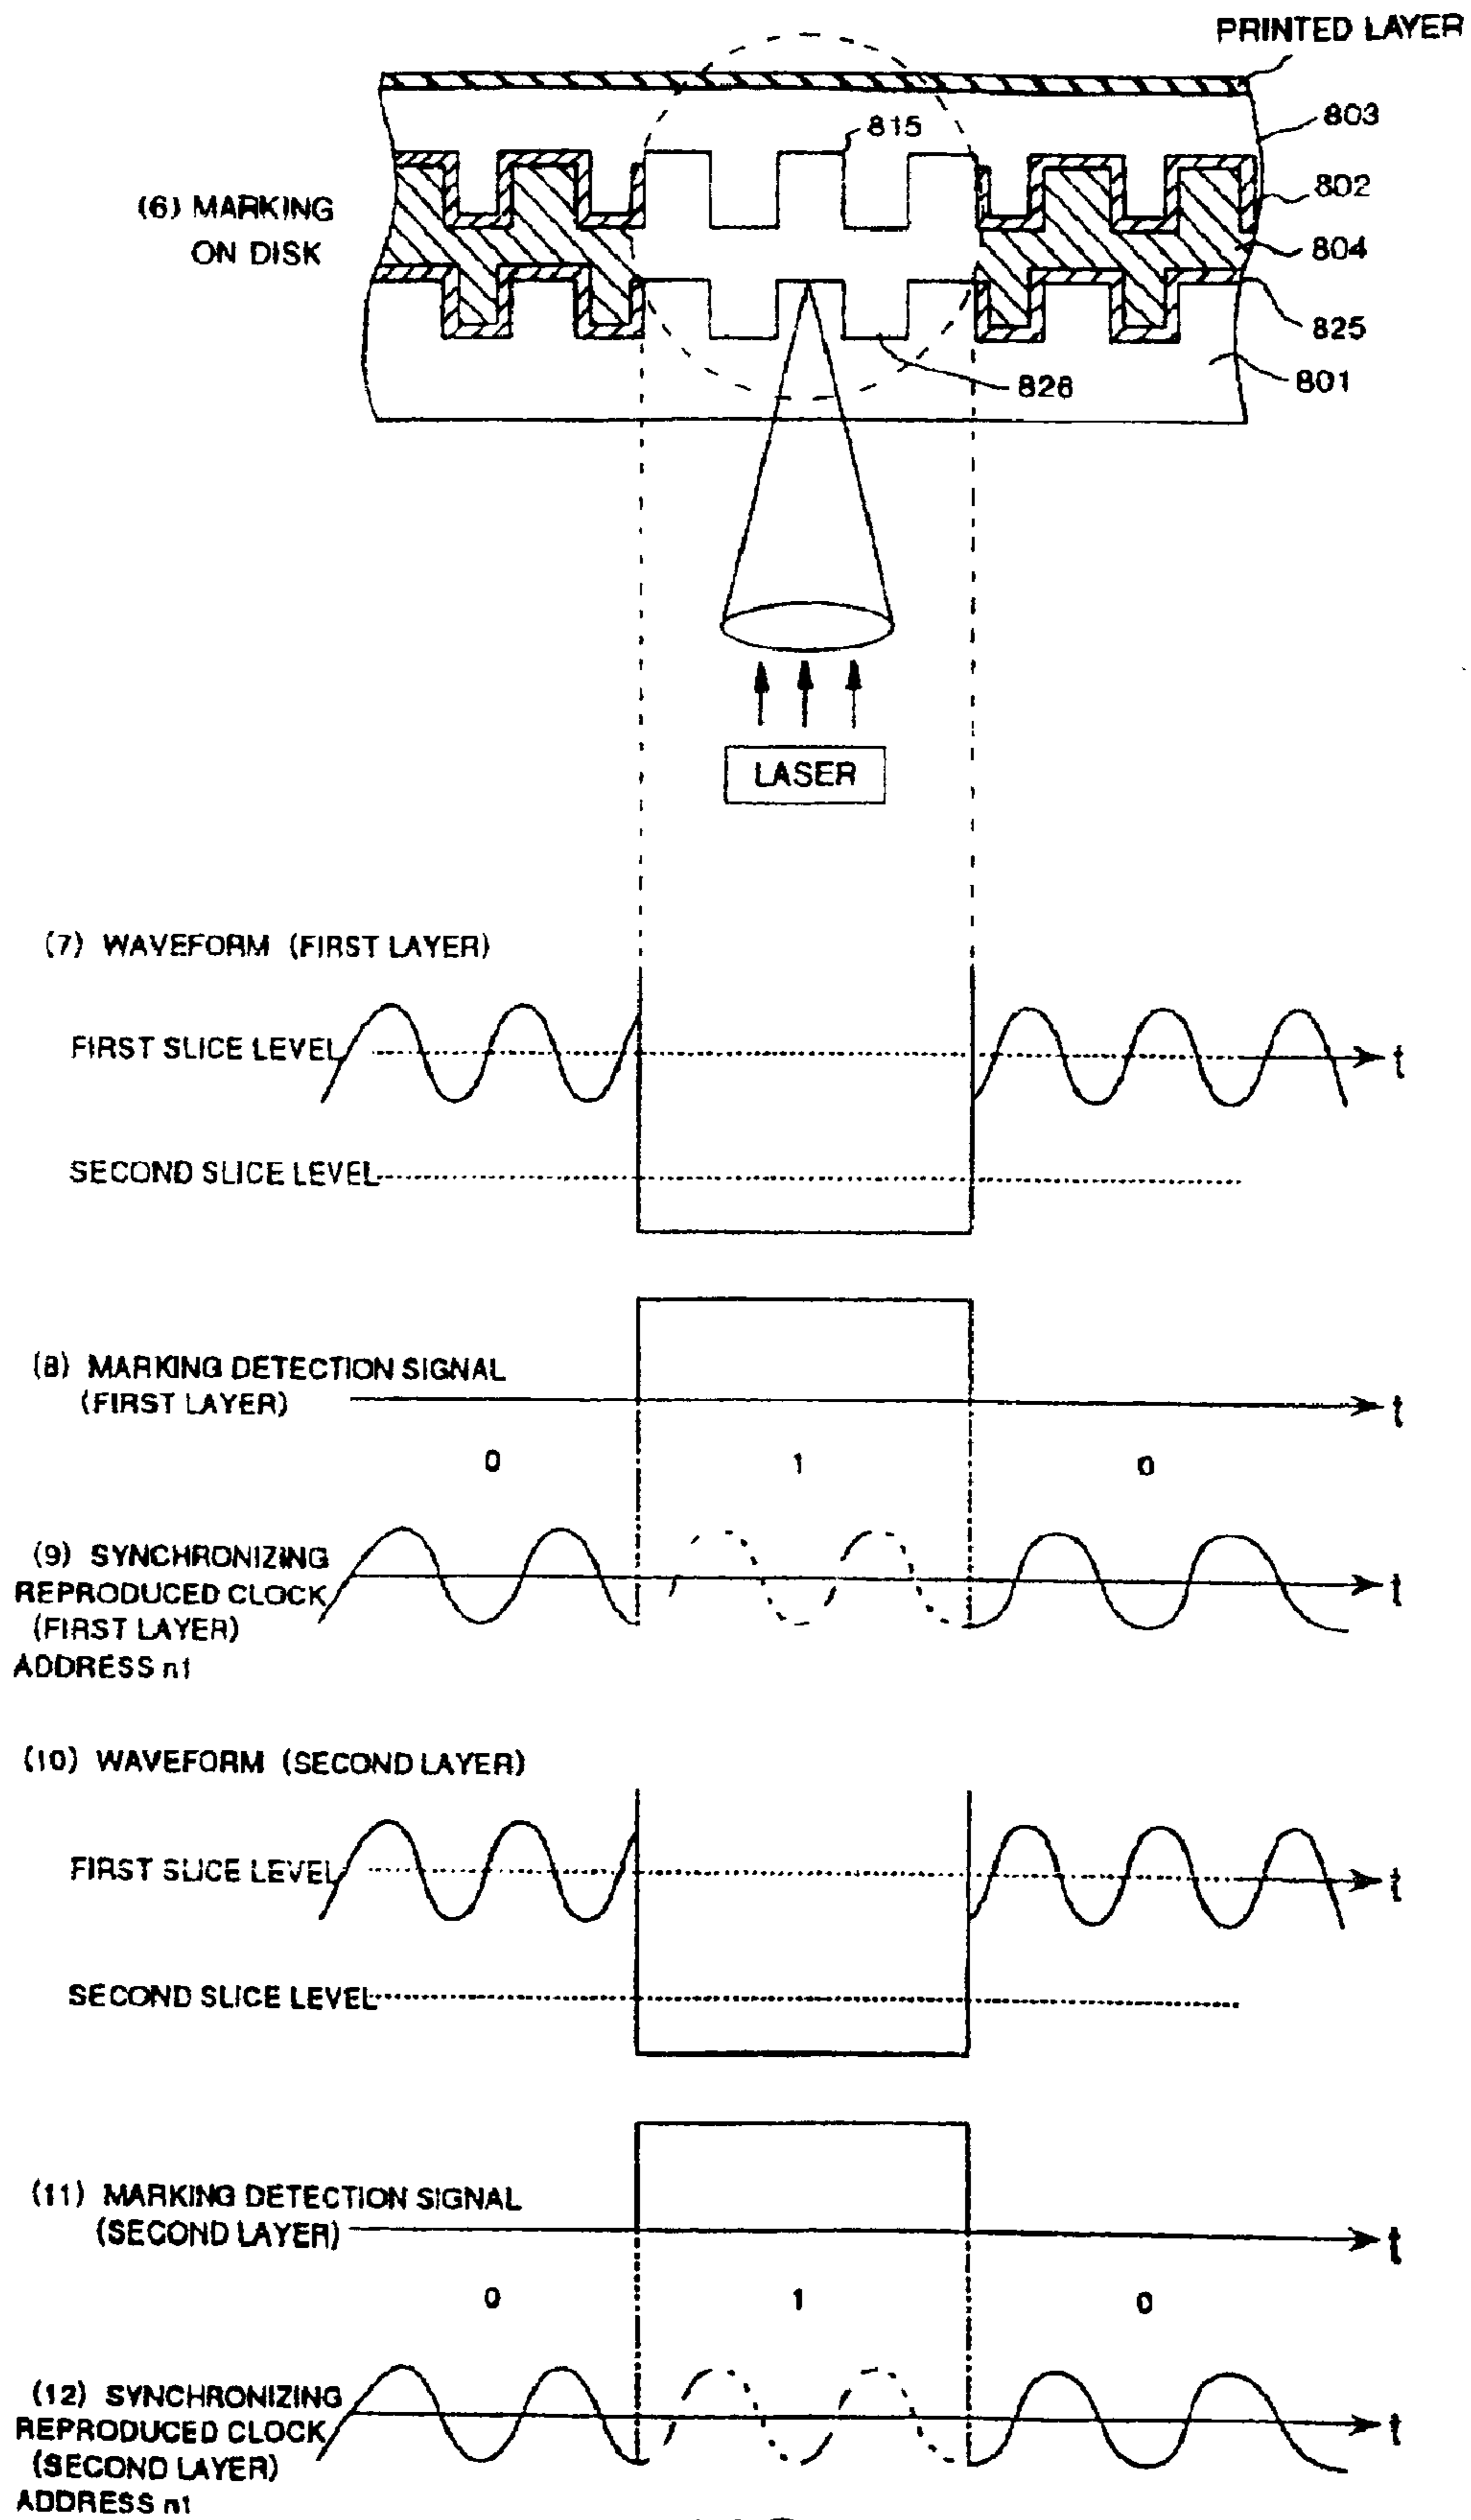 PRINTED LAYER
803
815
802
(6) MARKING
ON DISK
804
825
826
801
LASER
(7) WAVEFORM (FIRST LAYER)
FIRST SLICE LEVEL
t
SECOND SLICE LEVEL
(8) MARKING DETECTION SIGNAL
(FIRST LAYER)
t
0 1 0
(9) SYNCHRONIZING
REPRODUCED CLOCK
(FIRST LAYER)
ADDRESS n1
t
(10) WAVEFORM (SECOND LAYER)
FIRST SLICE LEVEL
t
SECOND SLICE LEVEL
(11) MARKING DETECTION SIGNAL
(SECOND LAYER)
t
0 1 0
(12) SYNCHRONIZING
REPRODUCED CLOCK
(SECOND LAYER)
ADDRESS n1
t